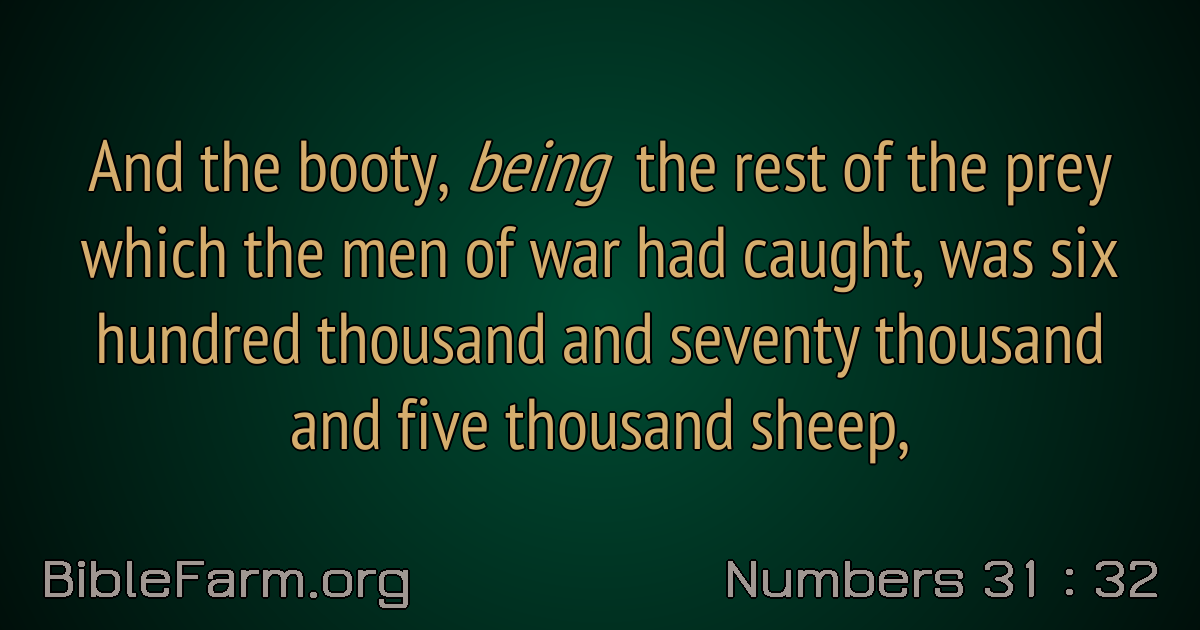 And the booty, being the rest of the prey
which the men of war had caught, was six
hundred thousand and seventy thousand
and five thousand sheep,
BibleFarm.org
Numbers 31 : 32